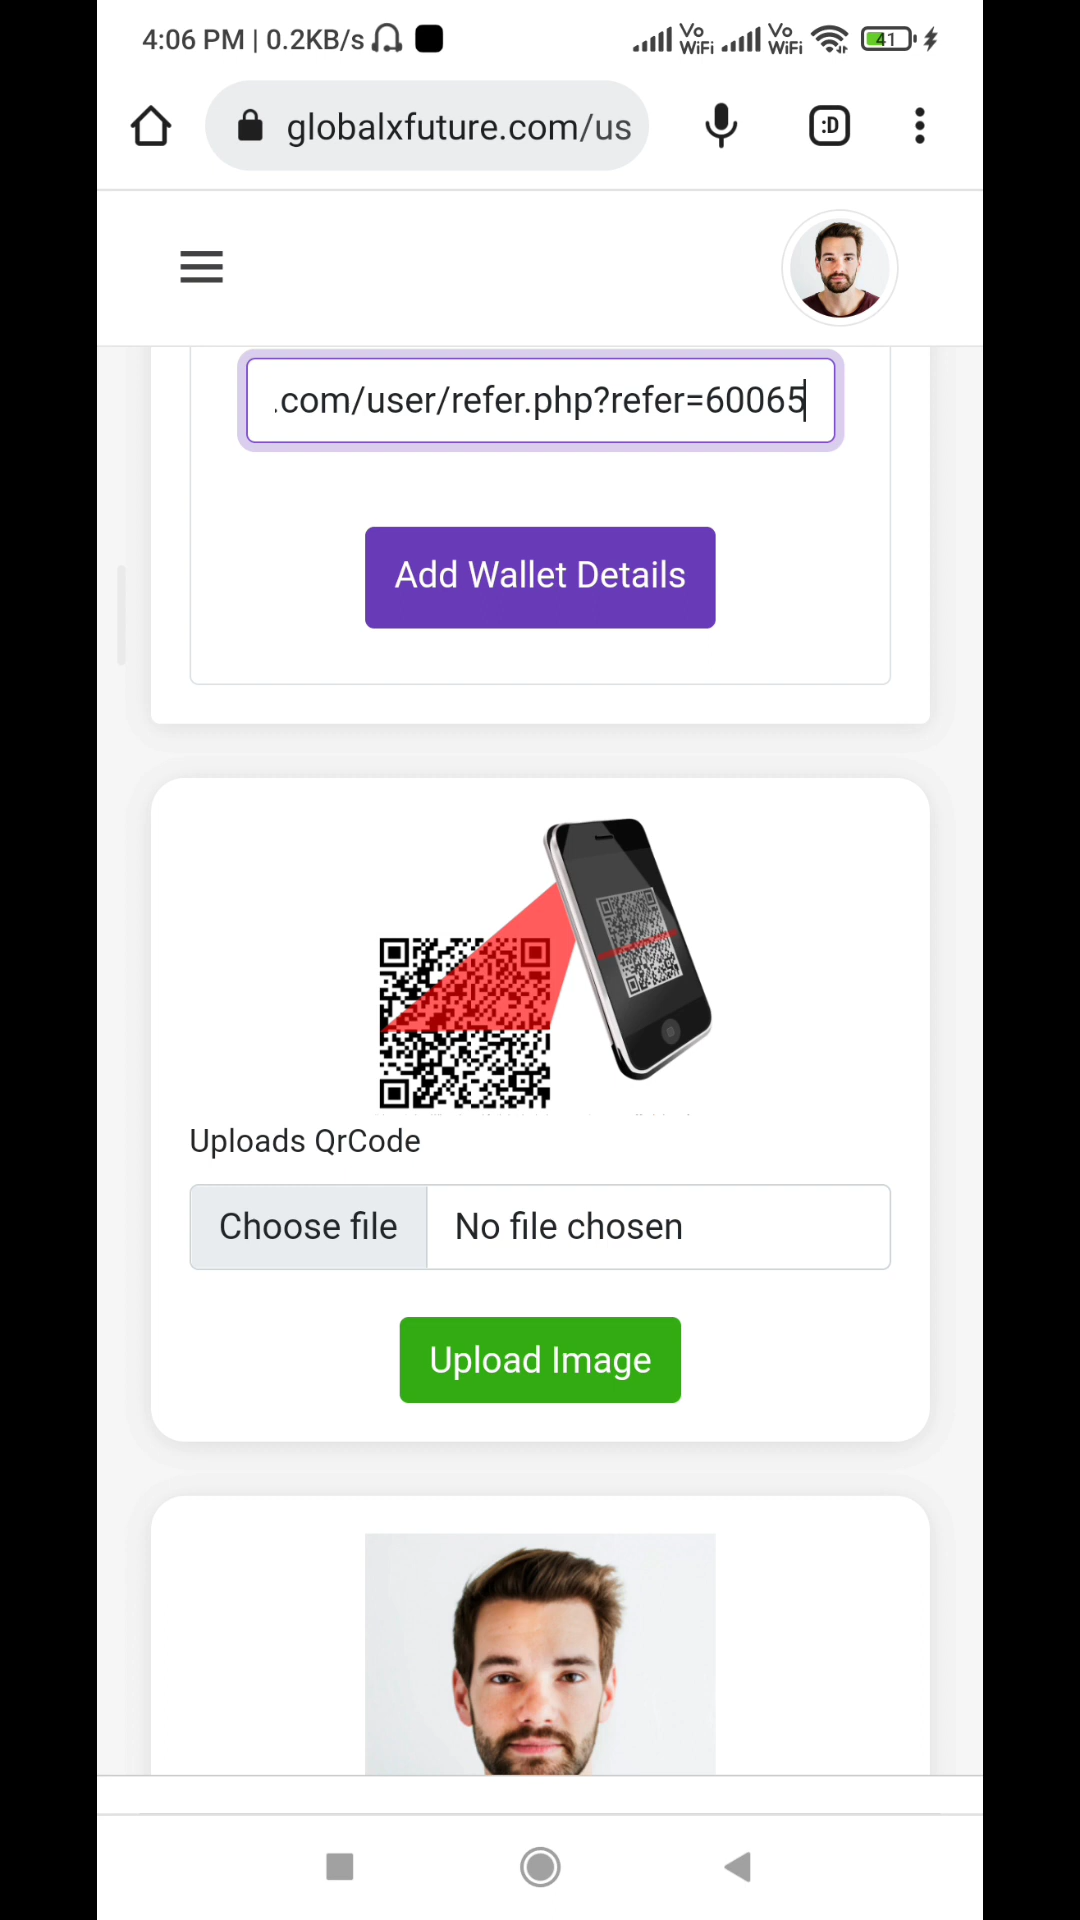 4:06 PM | 0.2KB/s
Vo WiFi Vo WiFi 41
globalxfuture.com/us
:D
.com/user/refer.php?refer=60065
Add Wallet Details
Uploads QrCode
Choose file No file chosen
Upload Image